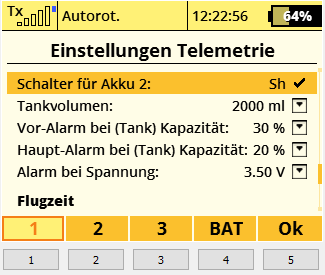 Tx Autorot. 12:22:56 64%
Einstellungen Telemetrie
Schalter für Akku 2: Sh
Tankvolumen: 2000 ml
Vor-Alarm bei (Tank) Kapazität: 30 %
Haupt-Alarm bei (Tank) Kapazität: 20 %
Alarm bei Spannung: 3.50 V
Flugzeit
1 2 3 BAT Ok
1 2 3 4 5